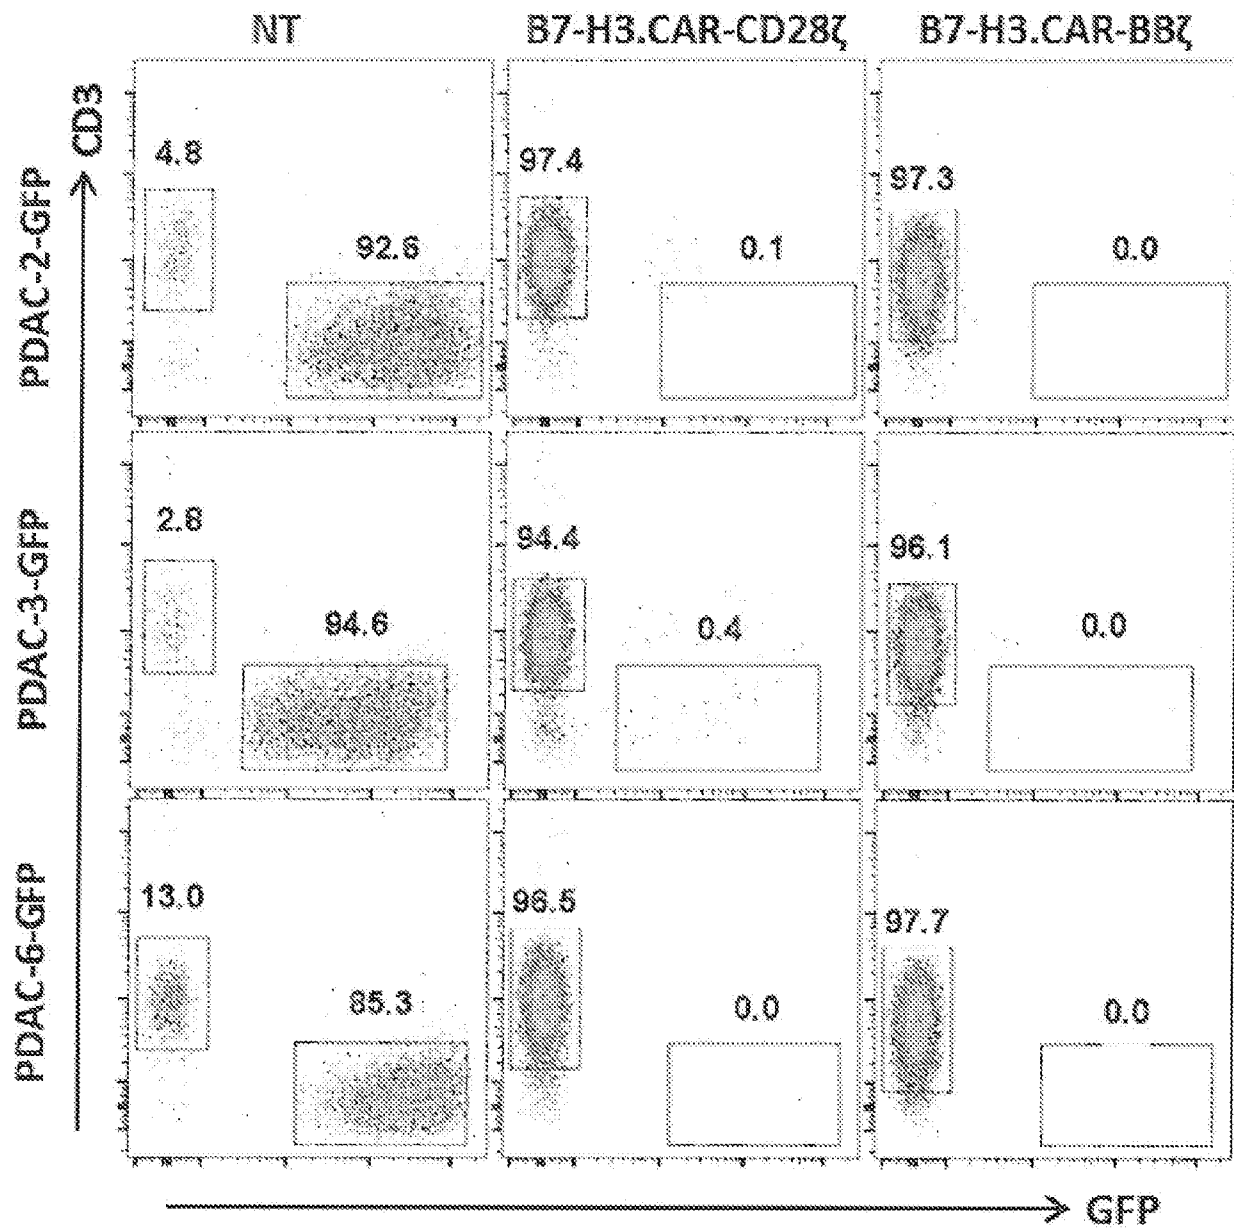 NT B7-H3.CAR-CD28ζ B7-H3.CAR-BBζ
CD3
PDAC-2-GFP
4.8 92.6 97.4 0.1 97.3 0.0
PDAC-3-GFP
2.8 94.6 94.4 0.4 96.1 0.0
PDAC-6-GFP
13.0 85.3 96.5 0.0 97.7 0.0
GFP